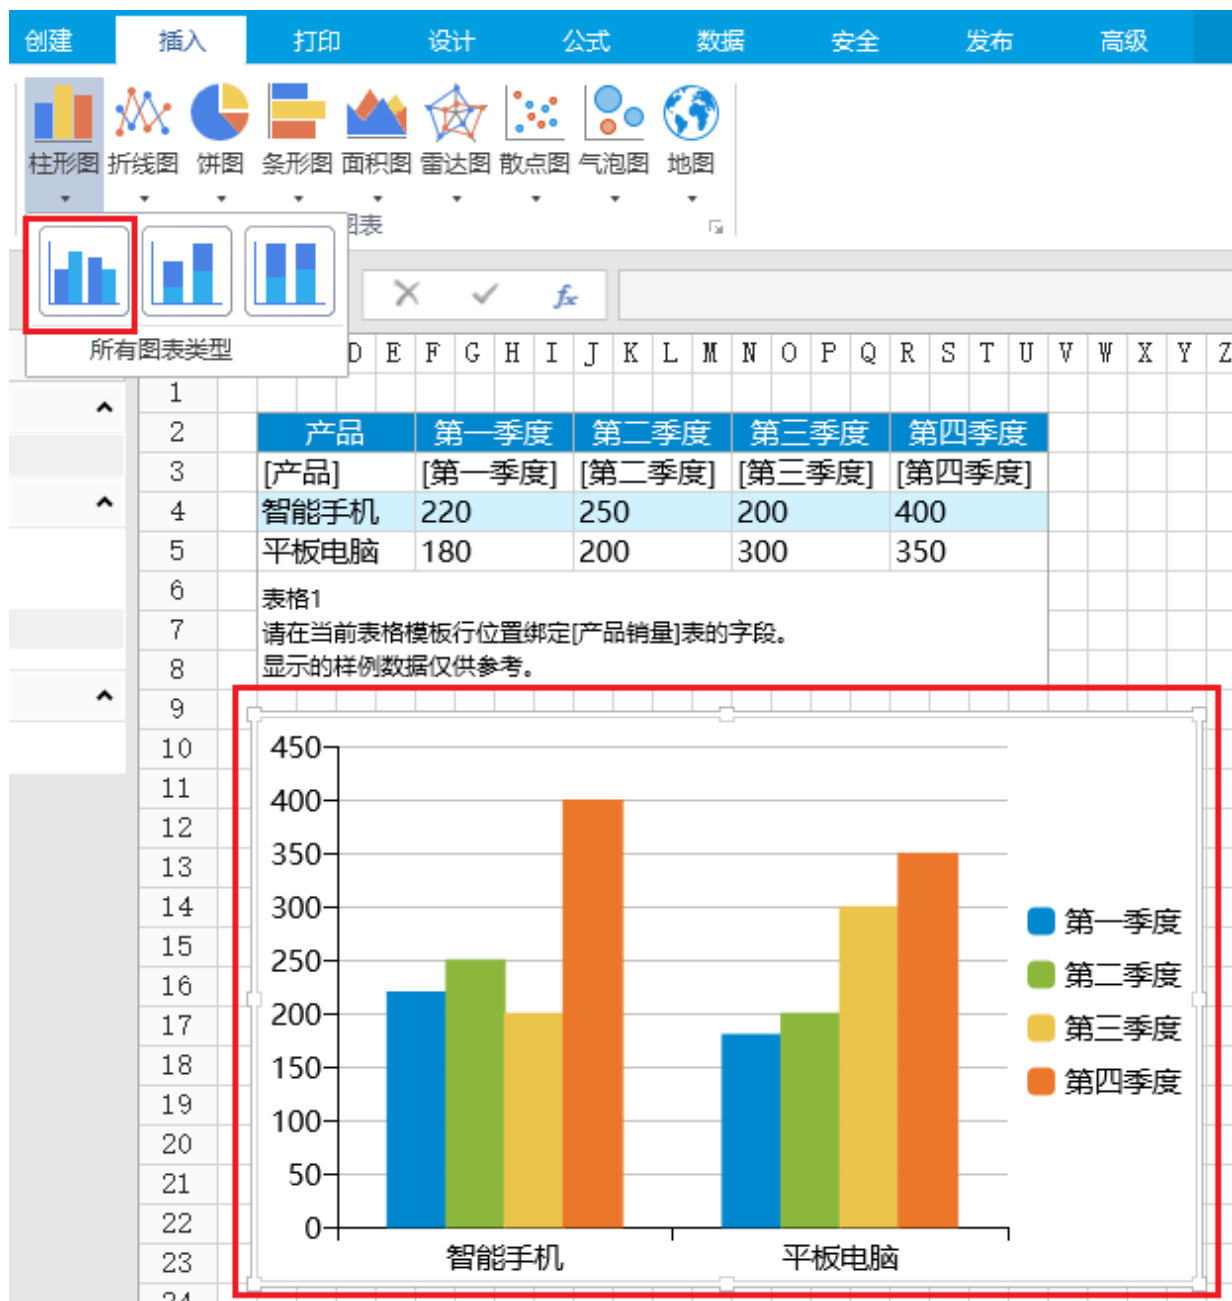 创建 插入 打印 设计 公式 数据 安全 发布 高级
柱形图 折线图 饼图 条形图 面积图 雷达图 散点图 气泡图 地图
图表
fx
所有图表类型
D E F G H I J K L M N O P Q R S T U V W X Y Z
1
2 产品 第一季度 第二季度 第三季度 第四季度
3 [产品] [第一季度] [第二季度] [第三季度] [第四季度]
4 智能手机 220 250 200 400
5 平板电脑 180 200 300 350
6 表格1
7 请在当前表格模板行位置绑定[产品销量]表的字段。
8 显示的样例数据仅供参考。
9
10 450
11 400
12
13 350
14 300 第一季度
15 250 第二季度
16
17 200 第三季度
18 150 第四季度
19 100
20
21 50
22 0
23 智能手机 平板电脑
24